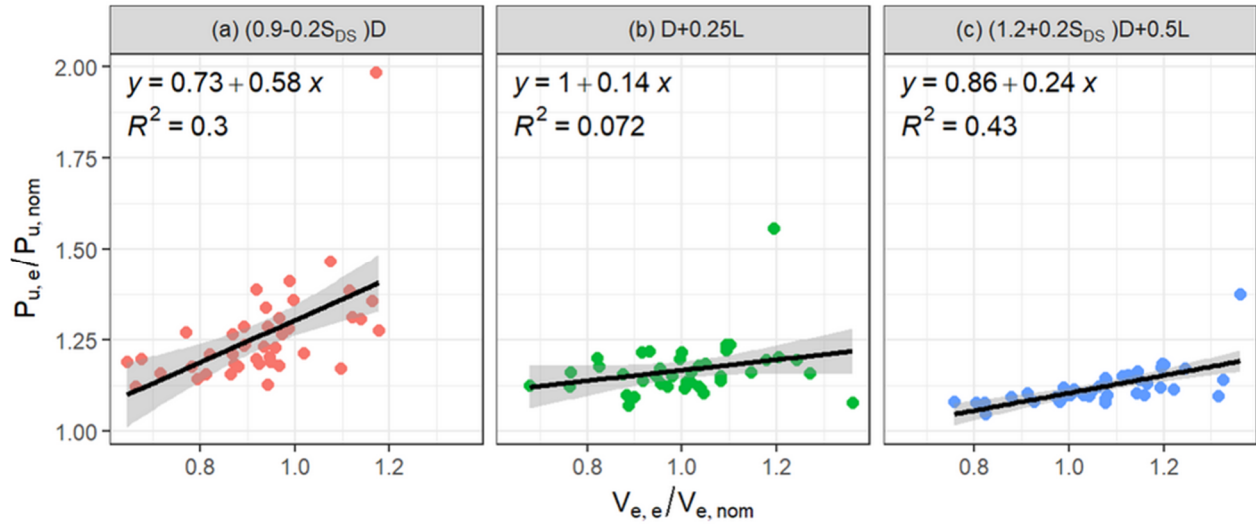 (a) (0.9-0.2S_DS )D
(b) D+0.25L
(c) (1.2+0.2S_DS )D+0.5L
y = 0.73 + 0.58 x
R² = 0.3
y = 1 + 0.14 x
R² = 0.072
y = 0.86 + 0.24 x
R² = 0.43
2.00
1.75
1.50
1.25
1.00
P_u, e/P_u, nom
0.8 1.0 1.2
0.8 1.0 1.2
0.8 1.0 1.2
V_e, e/V_e, nom